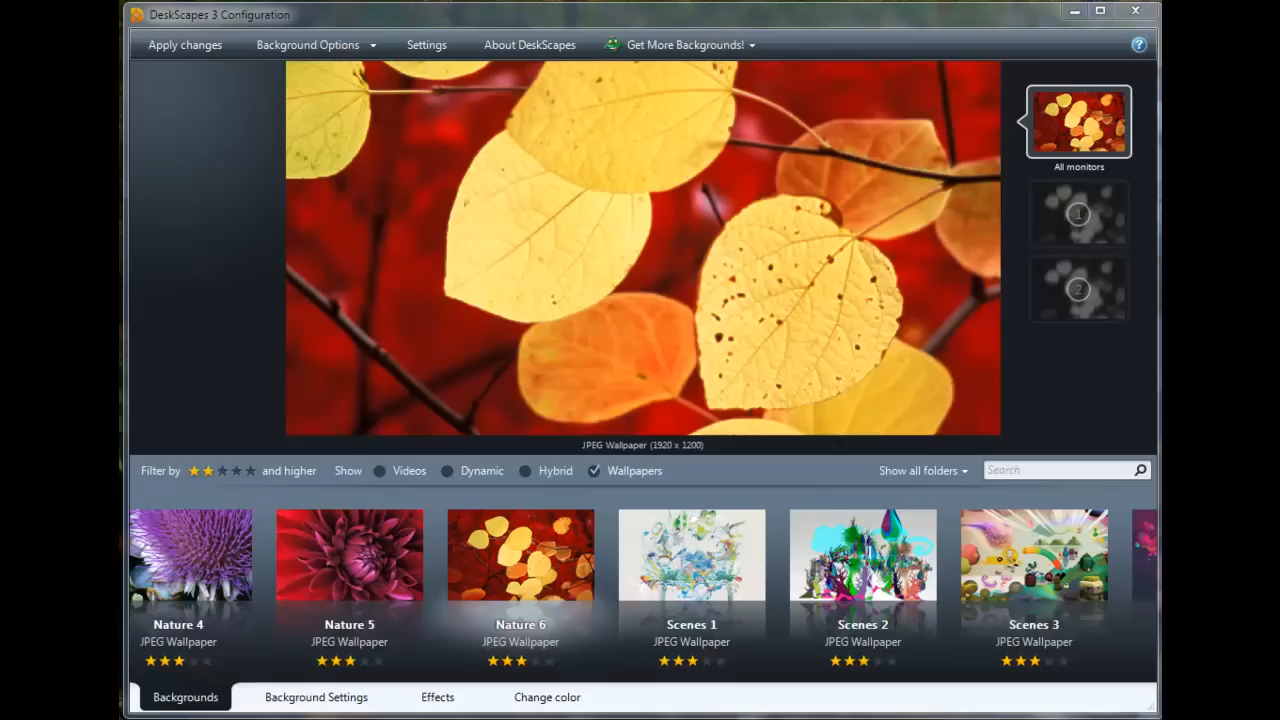 DeskScapes 3 Configuration
Apply changes Background Options Settings About DeskScapes Get More Backgrounds! ?
All monitors
1
2
JPEG Wallpaper (1920 x 1200)
Filter by and higher Show Videos Dynamic Hybrid Wallpapers Show all folders Search
Nature 4 Nature 5 Nature 6 Scenes 1 Scenes 2 Scenes 3
JPEG Wallpaper JPEG Wallpaper JPEG Wallpaper JPEG Wallpaper JPEG Wallpaper JPEG Wallpaper
Backgrounds Background Settings Effects Change color